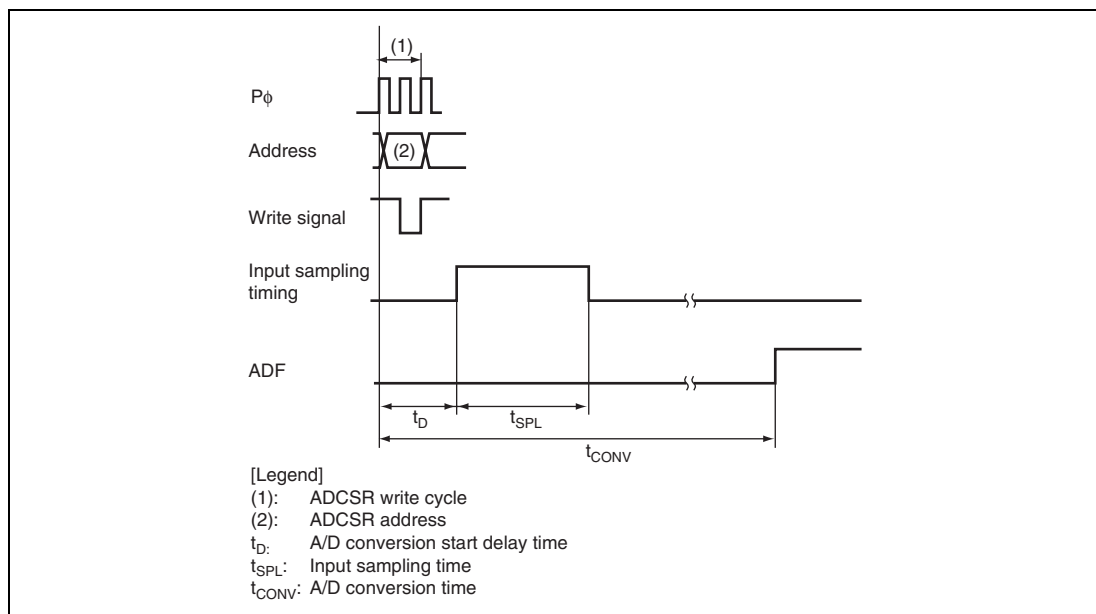 (1)
Pϕ
Address
(2)
Write signal
Input sampling
timing
ADF
tD
tSPL
tCONV
[Legend]
(1): ADCSR write cycle
(2): ADCSR address
tD: A/D conversion start delay time
tSPL: Input sampling time
tCONV: A/D conversion time